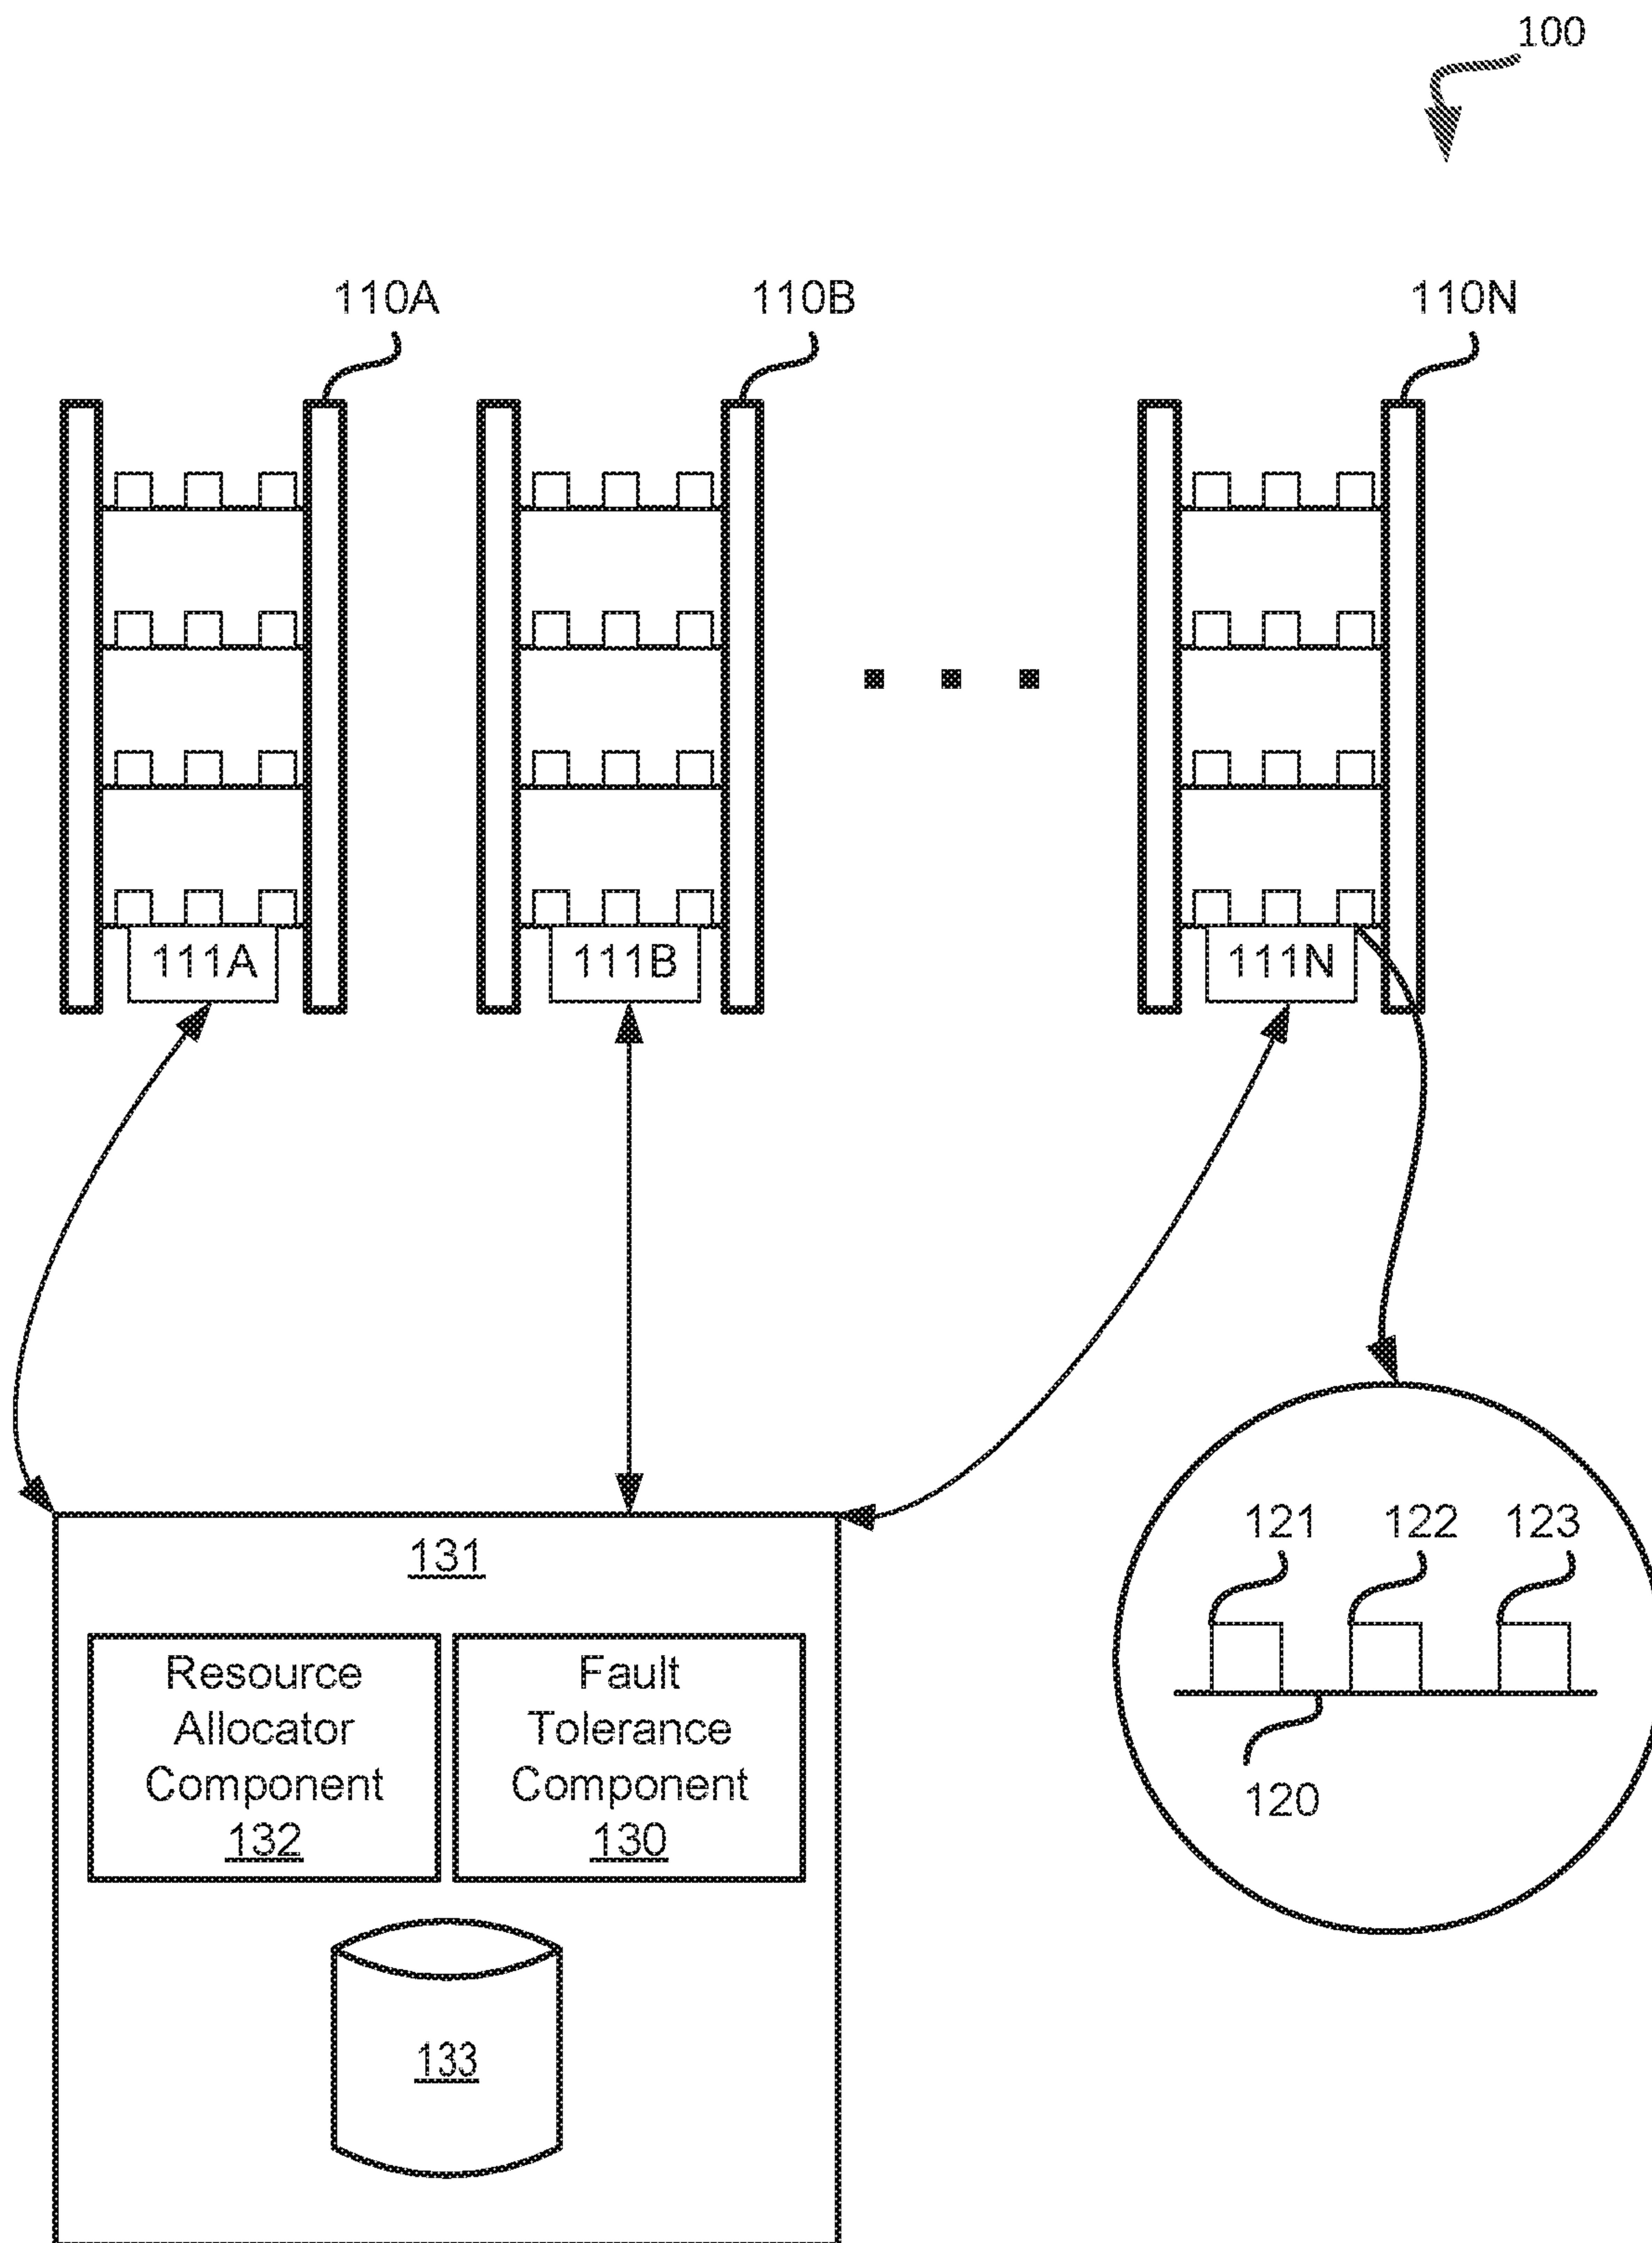 100
110A 110B 110N
111A 111B 111N
131
121 122 123
Resource
Allocator
Component
132
Fault
Tolerance
Component
130
120
133